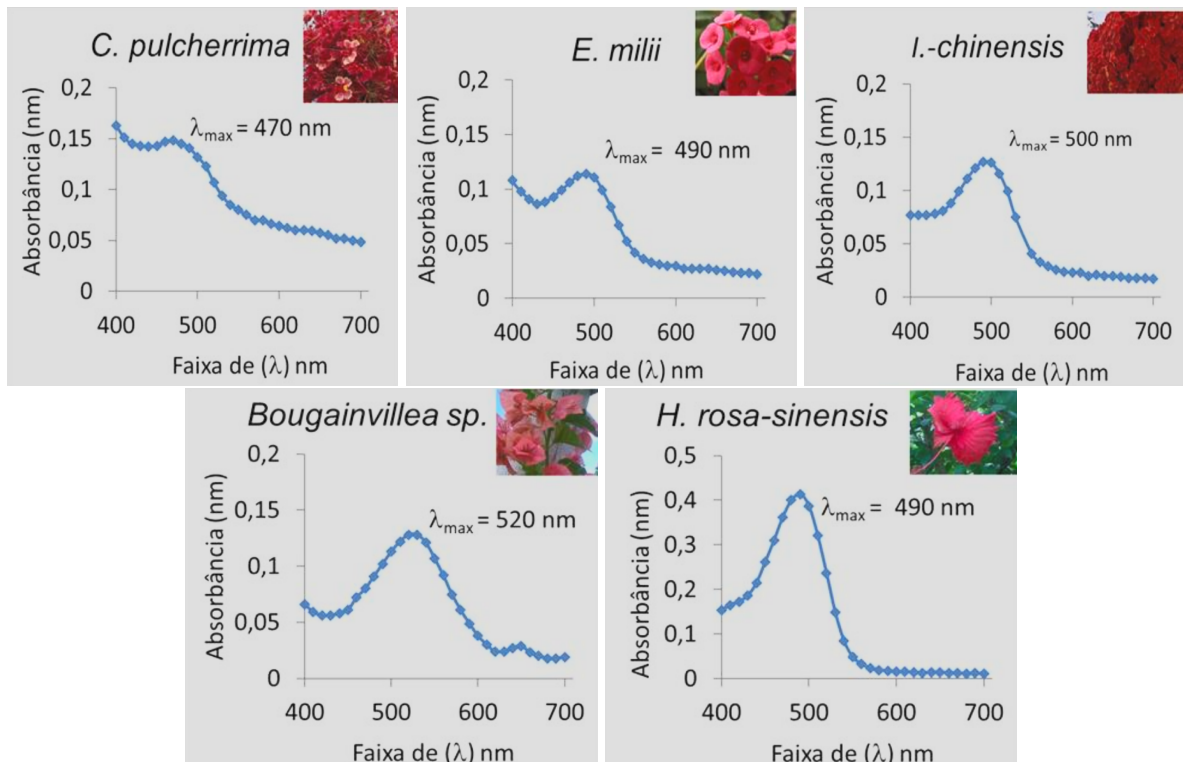 C. pulcherrima
λmax = 470 nm
Absorbância (nm)
0,2
0,15
0,1
0,05
0
400 500 600 700
Faixa de (λ) nm
E. milii
λmax = 490 nm
Absorbância (nm)
0,2
0,15
0,1
0,05
0
400 500 600 700
Faixa de (λ) nm
I.-chinensis
λmax = 500 nm
Absorbância (nm)
0,2
0,15
0,1
0,05
0
400 500 600 700
Faixa de (λ) nm
Bougainvillea sp.
λmax = 520 nm
Absorbância (nm)
0,2
0,15
0,1
0,05
0
400 500 600 700
Faixa de (λ) nm
H. rosa-sinensis
λmax = 490 nm
Absorbância (nm)
0,5
0,4
0,3
0,2
0,1
0
400 500 600 700
Faixa de (λ) nm